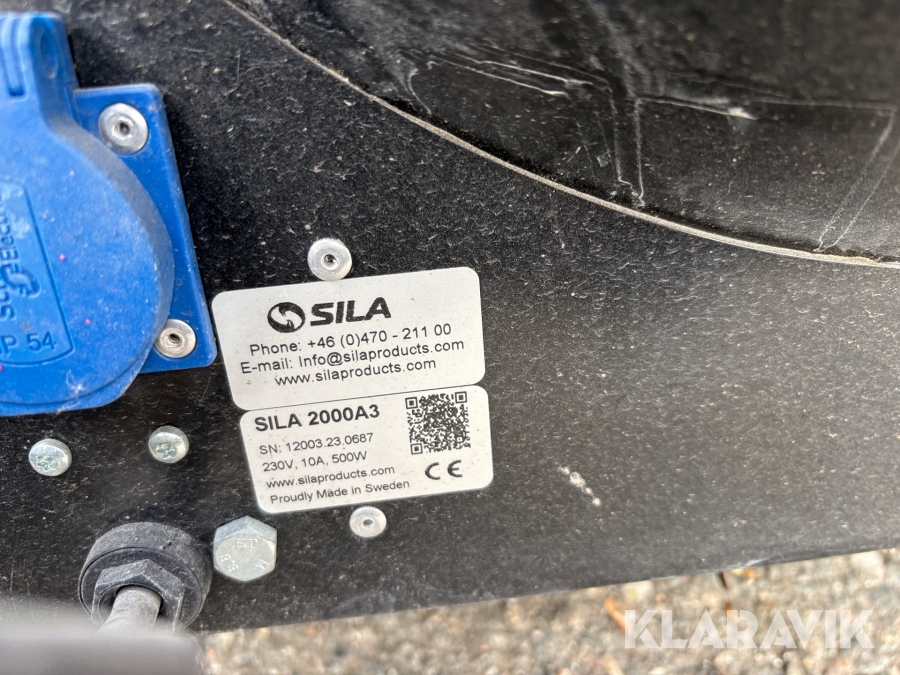 P 54
SILA
Phone: +46 (0)470 - 211 00
E-mail: Info@silaproducts.com
www.silaproducts.com
SILA 2000A3
SN: 12003.23.0687
230V, 10A, 500W
www.silaproducts.com
Proudly Made in Sweden
CE
KLARAVIK